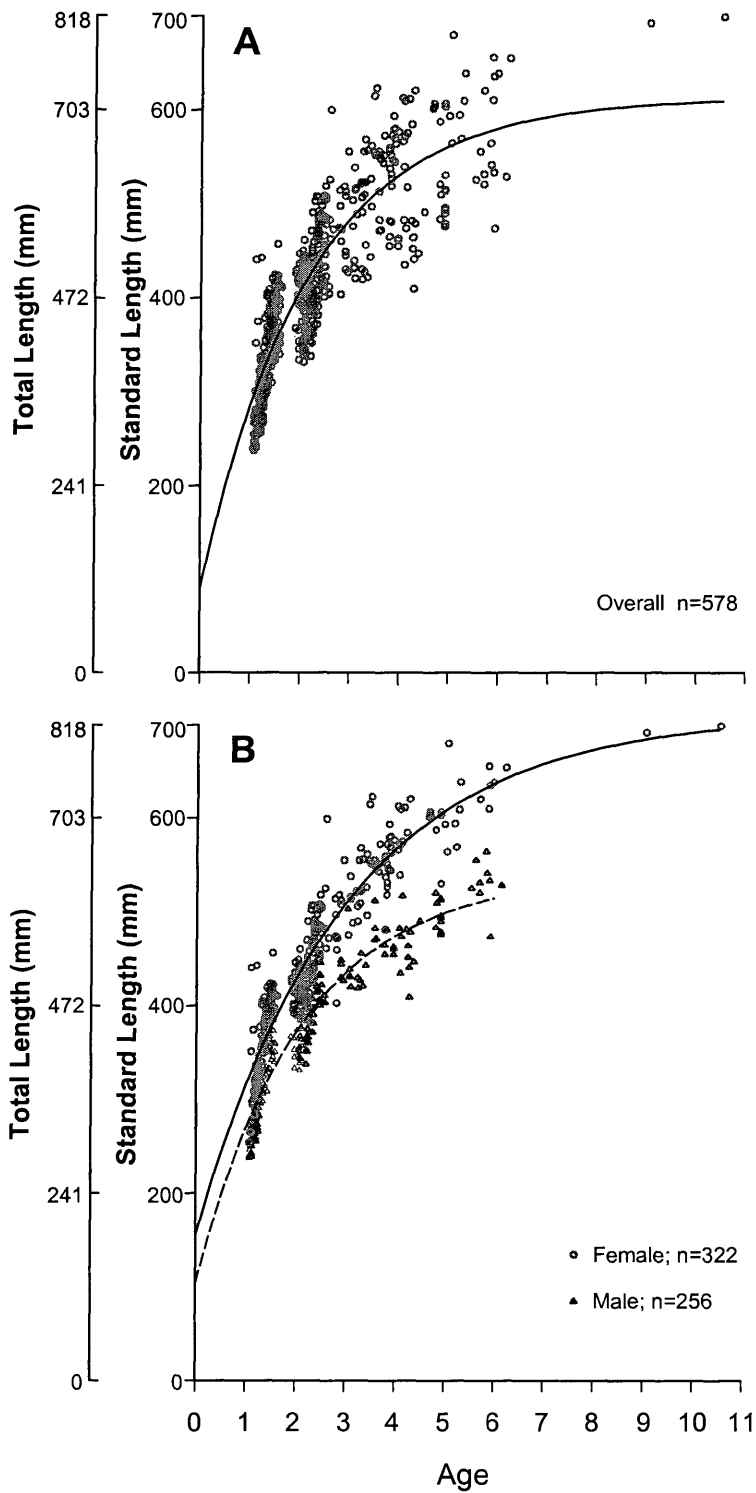 A
818
703
472
241
0
Total Length (mm)
700
600
400
200
0
Standard Length (mm)
Overall n=578
B
818
703
472
241
0
Total Length (mm)
700
600
400
200
0
Standard Length (mm)
Female; n=322
Male; n=256
0 1 2 3 4 5 6 7 8 9 10 11
Age